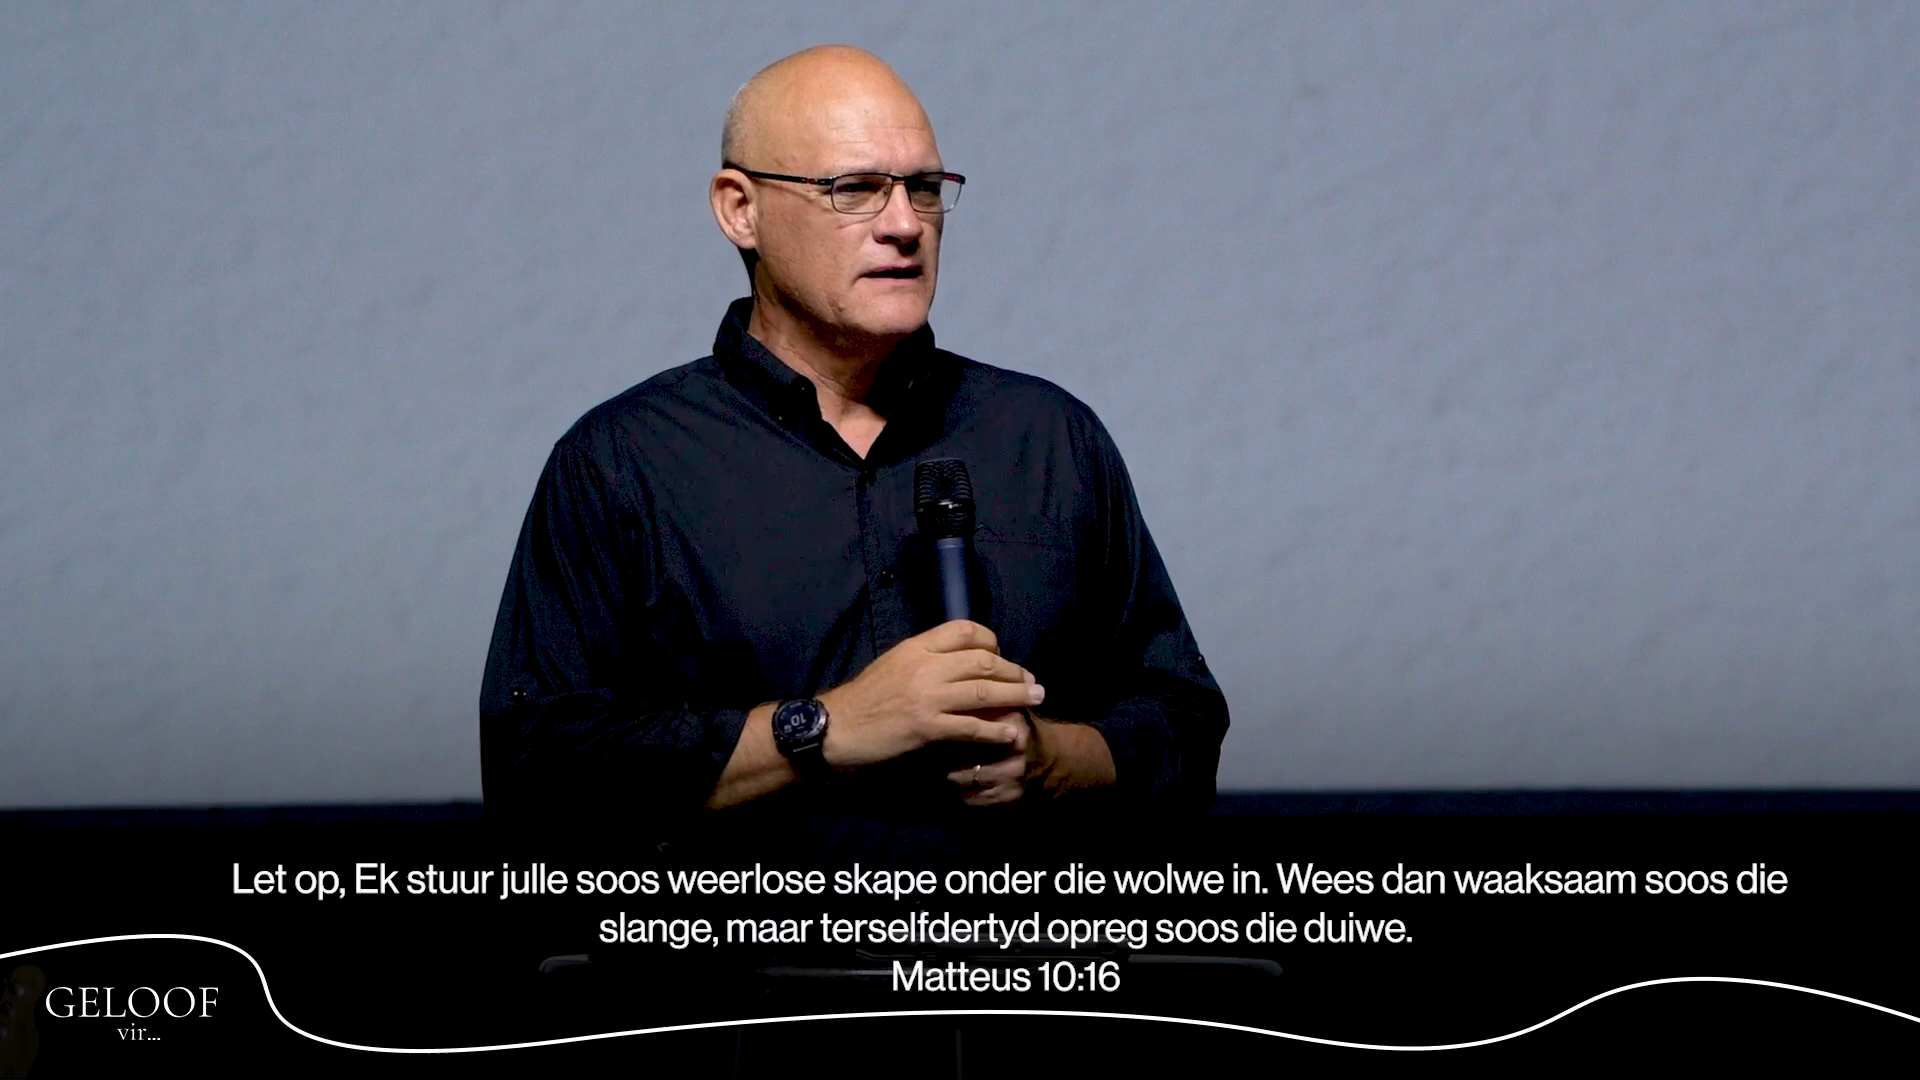 Let op, Ek stuur julle soos weerlose skape onder die wolwe in. Wees dan waaksaam soos die
slange, maar terselfdertyd opreg soos die duiwe.
Matteus 10:16
GELOOF
vir...